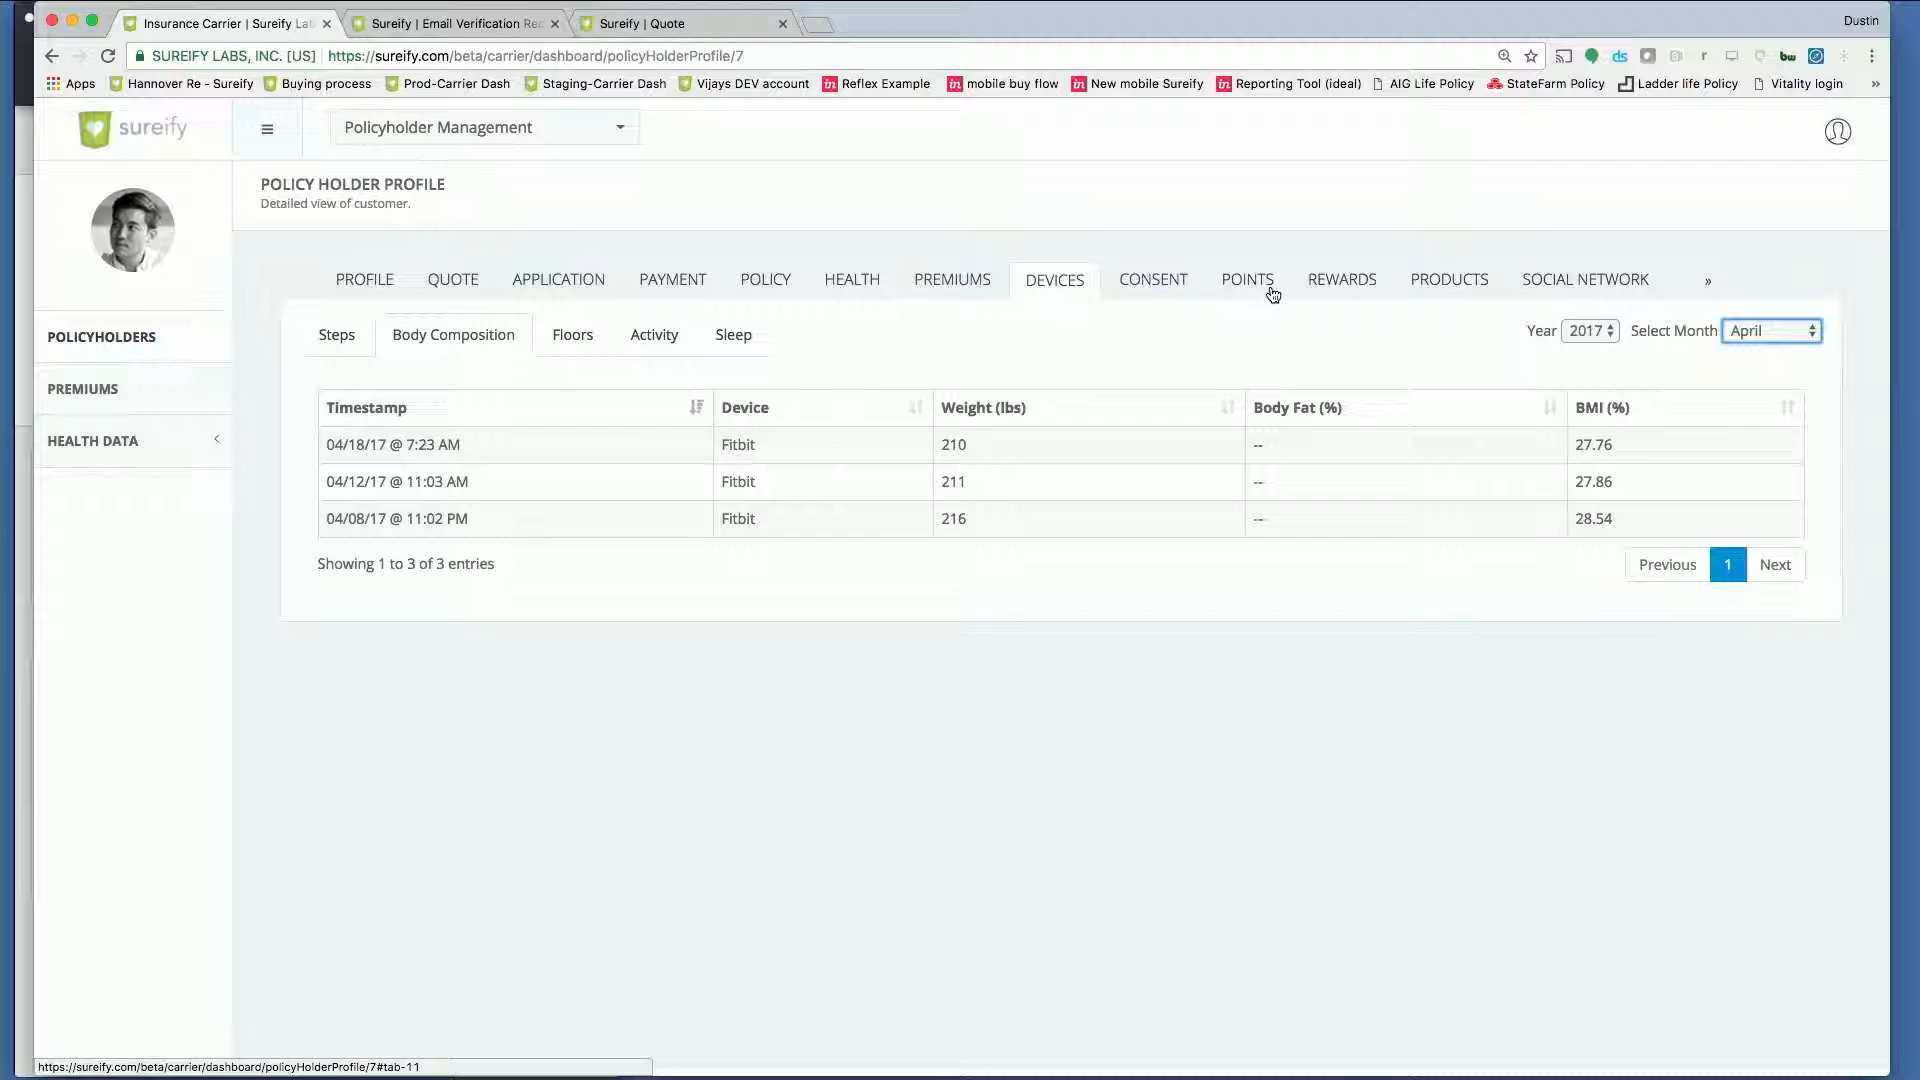 Dustin
Insurance Carrier | Sureify Lab
Sureify | Email Verification Rec
Sureify | Quote
SUREIFY LABS, INC. [US] https://sureify.com/beta/carrier/dashboard/policyHolderProfile/7
Apps Hannover Re - Sureify Buying process Prod-Carrier Dash Staging-Carrier Dash Vijays DEV account Reflex Example mobile buy flow New mobile Sureify Reporting Tool (ideal) AIG Life Policy StateFarm Policy Ladder life Policy Vitality login »
sureify
Policyholder Management
POLICY HOLDER PROFILE
Detailed view of customer.
PROFILE QUOTE APPLICATION PAYMENT POLICY HEALTH PREMIUMS DEVICES CONSENT POINTS REWARDS PRODUCTS SOCIAL NETWORK »
POLICYHOLDERS
PREMIUMS
HEALTH DATA
Steps Body Composition Floors Activity Sleep
Year 2017 Select Month April
Timestamp Device Weight (lbs) Body Fat (%) BMI (%)
04/18/17 @ 7:23 AM Fitbit 210 -- 27.76
04/12/17 @ 11:03 AM Fitbit 211 -- 27.86
04/08/17 @ 11:02 PM Fitbit 216 -- 28.54
Showing 1 to 3 of 3 entries
Previous 1 Next
https://sureify.com/beta/carrier/dashboard/policyHolderProfile/7#tab-11